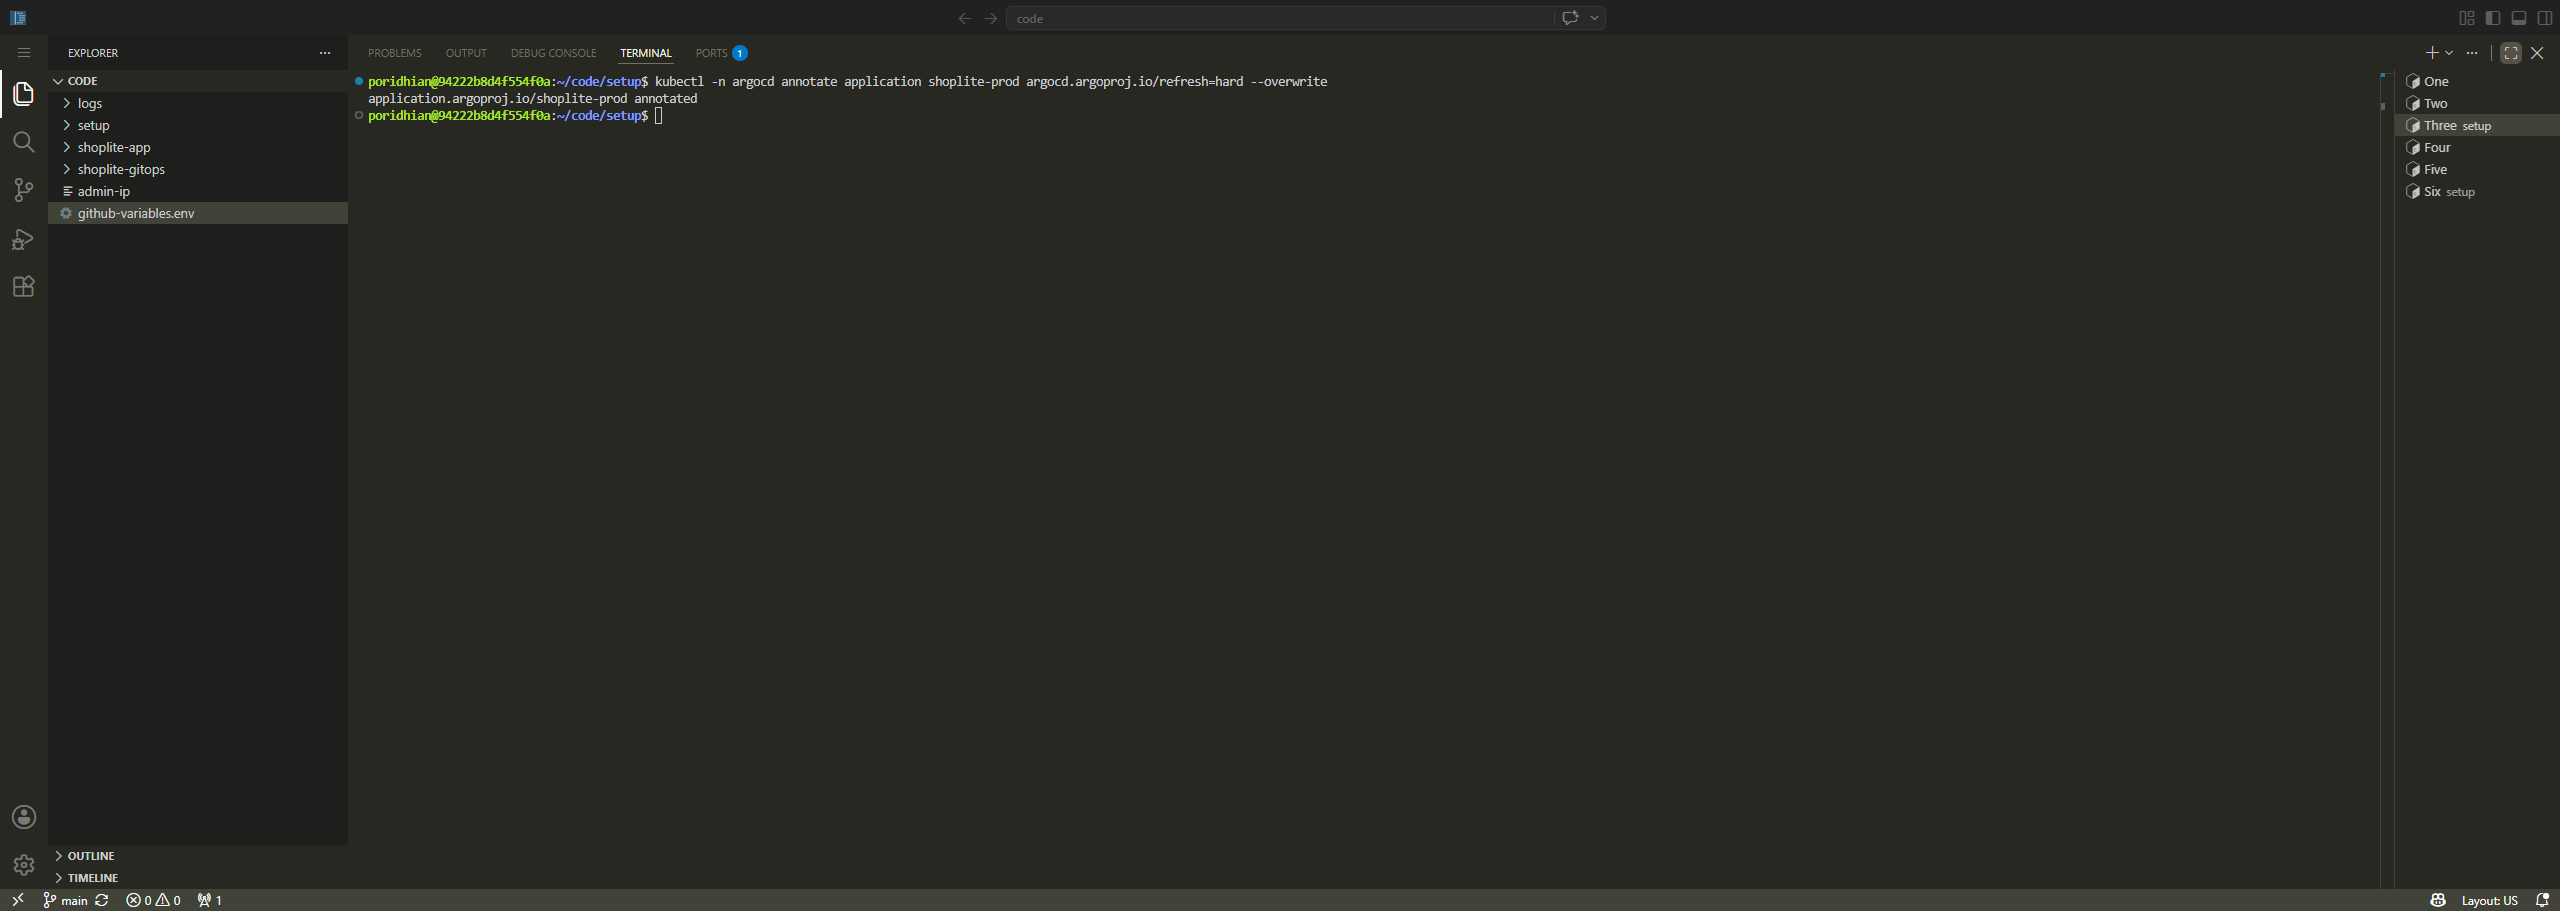 code
EXPLORER
CODE
logs
setup
shoplite-app
shoplite-gitops
admin-ip
github-variables.env
OUTLINE
TIMELINE
PROBLEMS OUTPUT DEBUG CONSOLE TERMINAL PORTS 1
poridhian@94222b8d4f554f0a:~/code/setup$ kubectl -n argocd annotate application shoplite-prod argocd.argoproj.io/refresh=hard --overwrite
application.argoproj.io/shoplite-prod annotated
poridhian@94222b8d4f554f0a:~/code/setup$
One
Two
Three setup
Four
Five
Six setup
main 0 0 1 Layout: US